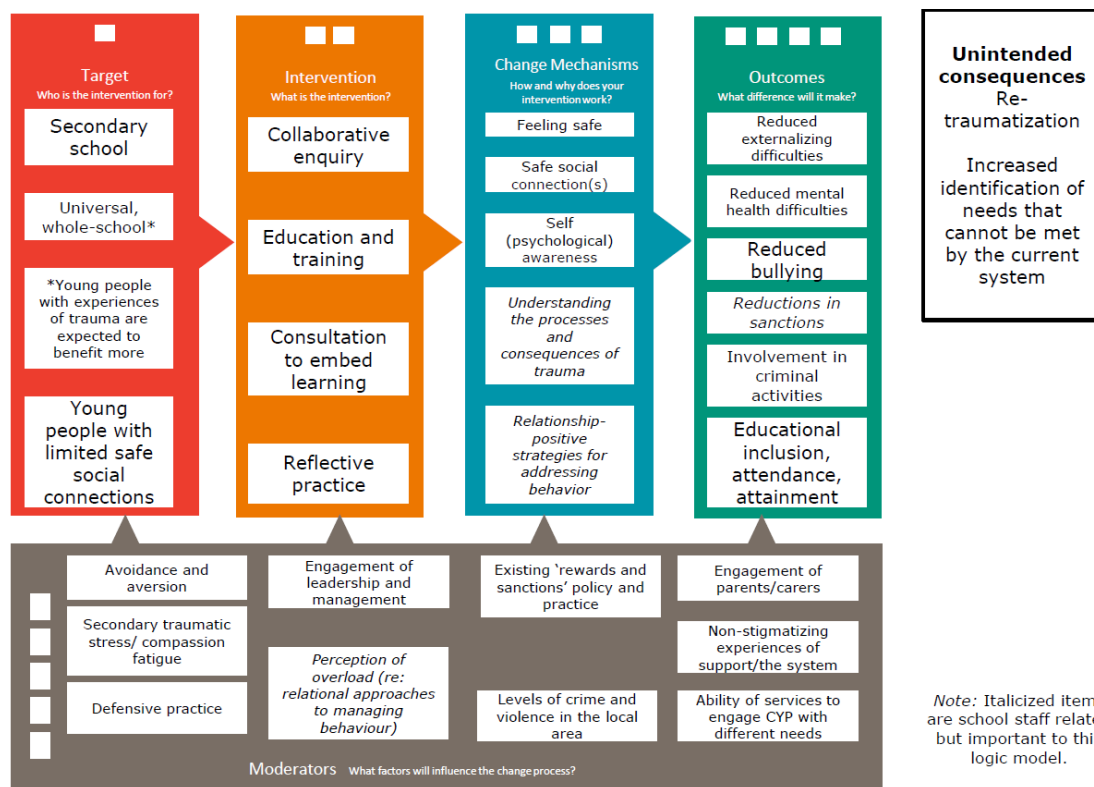 Target
Who is the intervention for?
Secondary
school
Universal,
whole-school*
*Young people
with experiences
of trauma are
expected to
benefit more
Young
people with
limited safe
social
connections
Intervention
What is the intervention?
Collaborative
enquiry
Education and
training
Consultation
to embed
learning
Reflective
practice
Change Mechanisms
How and why does your
intervention work?
Feeling safe
Safe social
connection(s)
Self
(psychological)
awareness
Understanding
the processes
and
consequences of
trauma
Relationship-
positive
strategies for
addressing
behavior
Outcomes
What difference will it make?
Reduced
externalizing
difficulties
Reduced mental
health difficulties
Reduced
bullying
Reductions in
sanctions
Involvement in
criminal
activities
Educational
inclusion,
attendance,
attainment
Unintended
consequences
Re-
traumatization
Increased
identification of
needs that
cannot be met
by the current
system
Avoidance and
aversion
Secondary traumatic
stress/ compassion
fatigue
Defensive practice
Engagement of
leadership and
management
Perception of
overload (re:
relational approaches
to managing
behaviour)
Existing ‘rewards and
sanctions’ policy and
practice
Levels of crime and
violence in the local
area
Engagement of
parents/carers
Non-stigmatizing
experiences of
support/the system
Ability of services to
engage CYP with
different needs
Moderators What factors will influence the change process?
Note: Italicized item
are school staff relate
but important to thi
logic model.